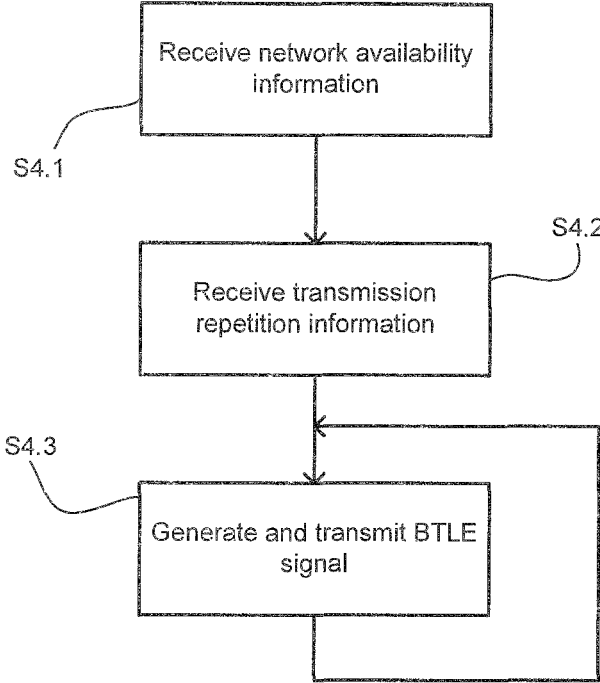 Receive network availability
information
S4.1
S4.2
Receive transmission
repetition information
S4.3
Generate and transmit BTLE
signal